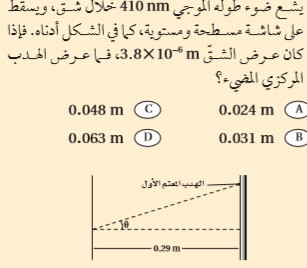 يشع ضوء طوله الموجي 410 nm خلال شق، ويسقط
على شاشة مسطحة ومستوية، كما في الشكل أدناه. فإذا
كان عرض الشقّ 3.8×10⁻⁶ m، فما عرض الهدب
المركزي المضيء؟
0.024 m A
0.048 m C
0.031 m B
0.063 m D
الهدب المعتم الأول
θ
0.29 m